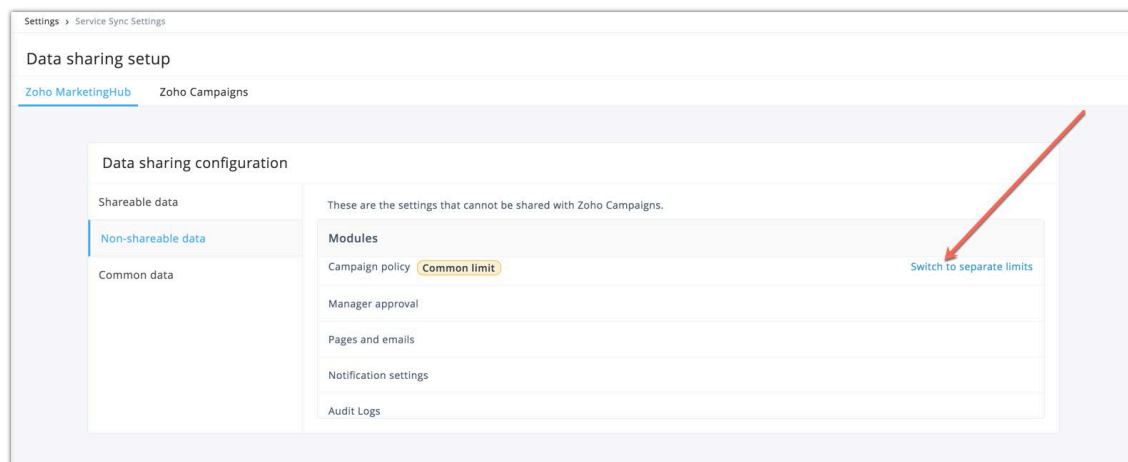 Settings > Service Sync Settings
Data sharing setup
Zoho MarketingHub Zoho Campaigns
Data sharing configuration
Shareable data
Non-shareable data
Common data
These are the settings that cannot be shared with Zoho Campaigns.
Modules
Campaign policy Common limit Switch to separate limits
Manager approval
Pages and emails
Notification settings
Audit Logs